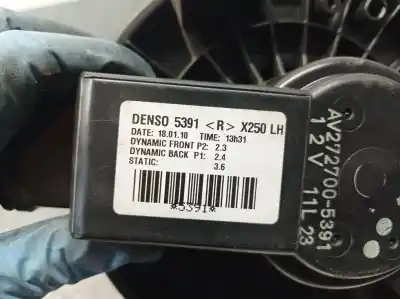 DENSO 5391 <R> X250 LH
DATE: 18.01.10 TIME: 13h31
DYNAMIC FRONT P2: 2.3
DYNAMIC BACK P1: 2.4
STATIC: 3.6
*5391*
AV272700-5391
12V 11L 23